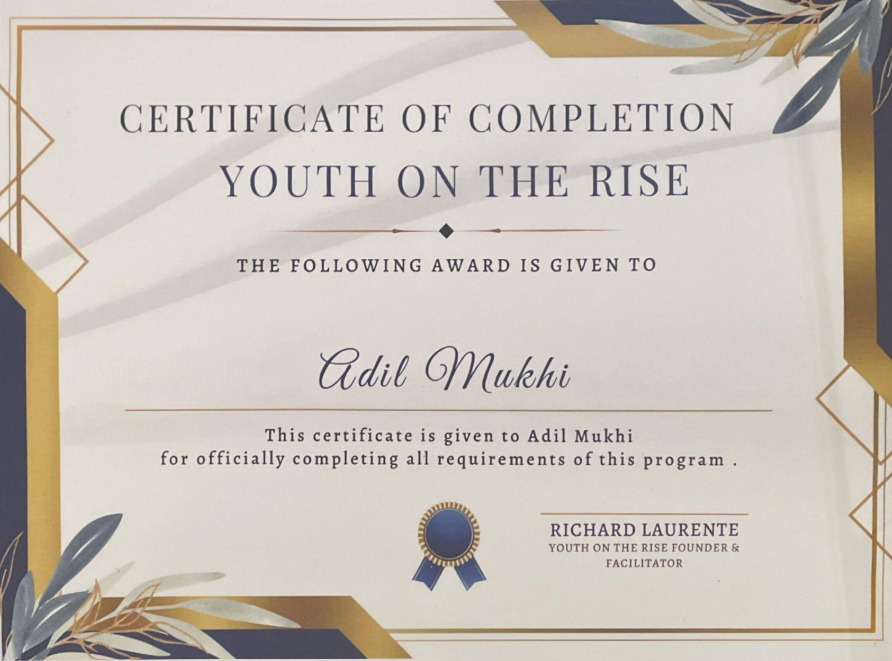 CERTIFICATE OF COMPLETION
YOUTH ON THE RISE
THE FOLLOWING AWARD IS GIVEN TO
Adil Mukhi
This certificate is given to Adil Mukhi
for officially completing all requirements of this program .
RICHARD LAURENTE
YOUTH ON THE RISE FOUNDER &
FACILITATOR